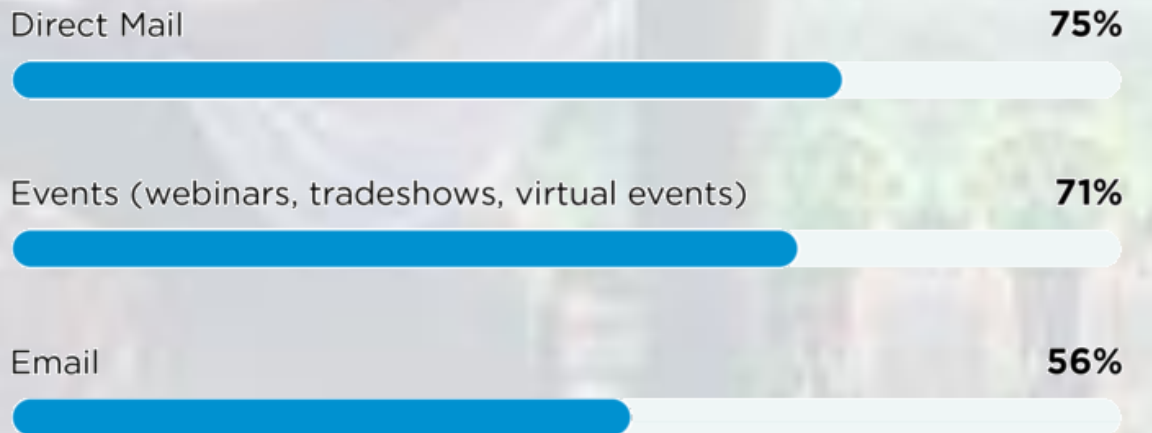 Direct Mail 75%
Events (webinars, tradeshows, virtual events) 71%
Email 56%